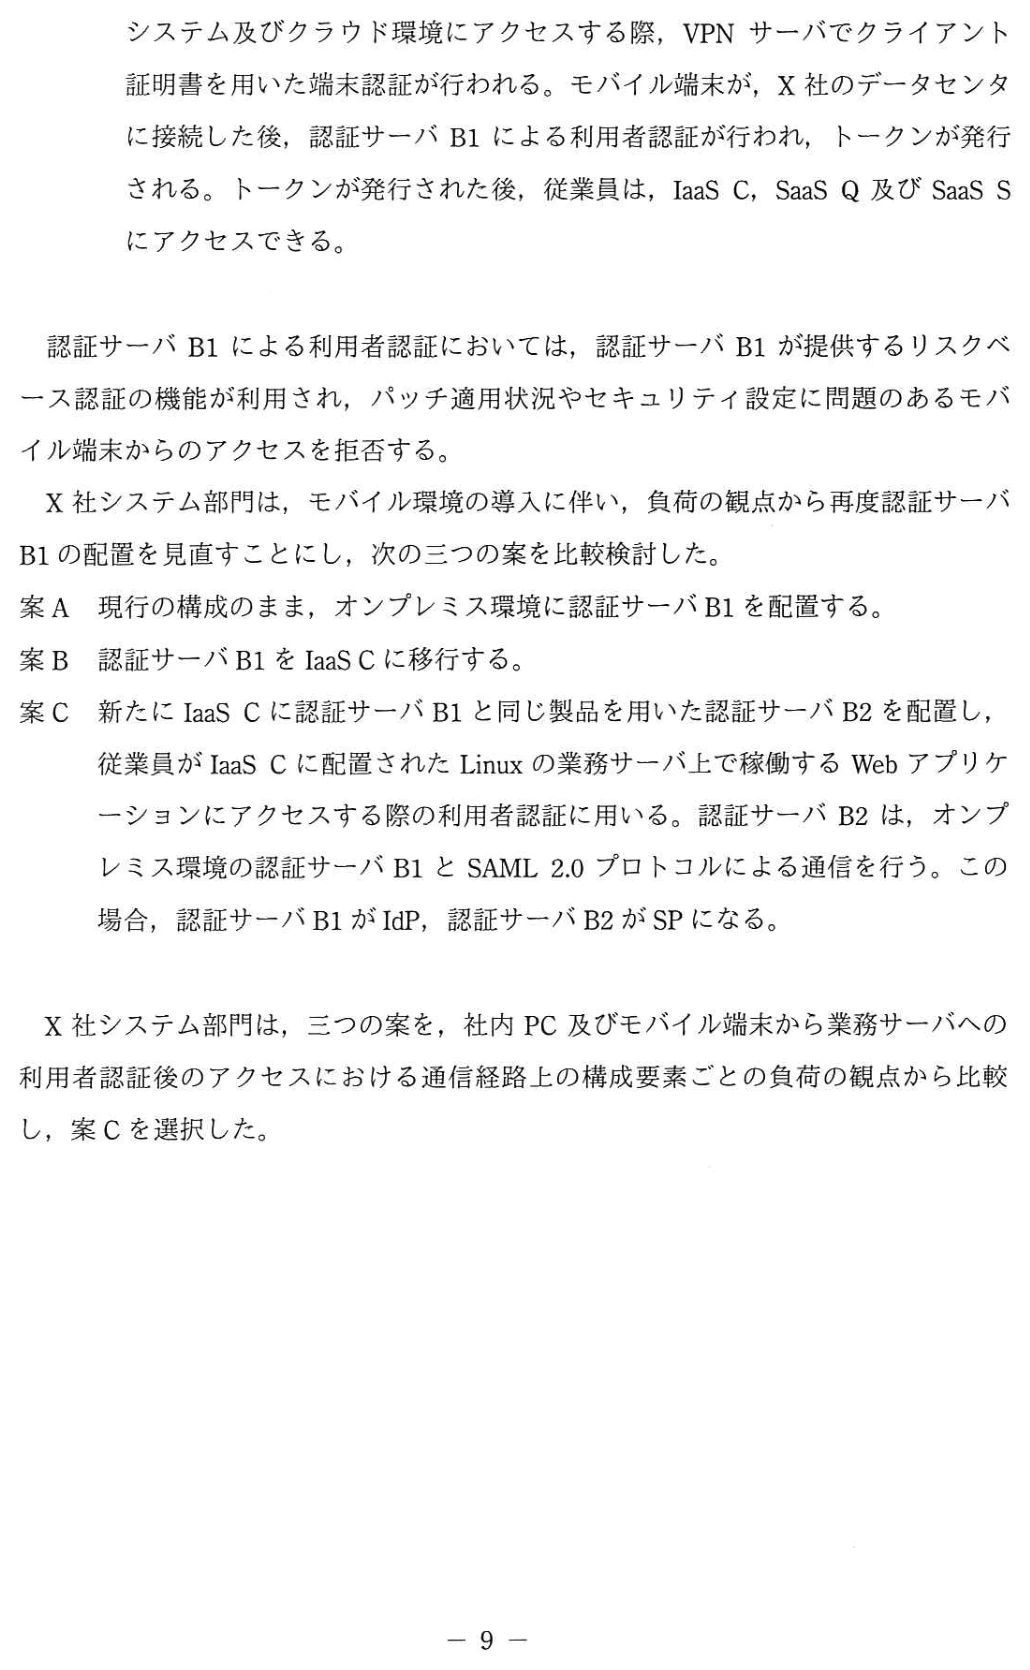 システム及びクラウド環境にアクセスする際，VPN サーバでクライアント
証明書を用いた端末認証が行われる。モバイル端末が，X 社のデータセンタ
に接続した後，認証サーバ B1 による利用者認証が行われ，トークンが発行
される。トークンが発行された後，従業員は，IaaS C，SaaS Q 及び SaaS S
にアクセスできる。
認証サーバ B1 による利用者認証においては，認証サーバ B1 が提供するリスクベ
ース認証の機能が利用され，パッチ適用状況やセキュリティ設定に問題のあるモバ
イル端末からのアクセスを拒否する。
X 社システム部門は，モバイル環境の導入に伴い，負荷の観点から再度認証サーバ
B1 の配置を見直すことにし，次の三つの案を比較検討した。
案 A 現行の構成のまま，オンプレミス環境に認証サーバ B1 を配置する。
案 B 認証サーバ B1 を IaaS C に移行する。
案 C 新たに IaaS C に認証サーバ B1 と同じ製品を用いた認証サーバ B2 を配置し，
従業員が IaaS C に配置された Linux の業務サーバ上で稼働する Web アプリケ
ーションにアクセスする際の利用者認証に用いる。認証サーバ B2 は，オンプ
レミス環境の認証サーバ B1 と SAML 2.0 プロトコルによる通信を行う。この
場合，認証サーバ B1 が IdP，認証サーバ B2 が SP になる。
X 社システム部門は，三つの案を，社内 PC 及びモバイル端末から業務サーバへの
利用者認証後のアクセスにおける通信経路上の構成要素ごとの負荷の観点から比較
し，案 C を選択した。
－ 9 －